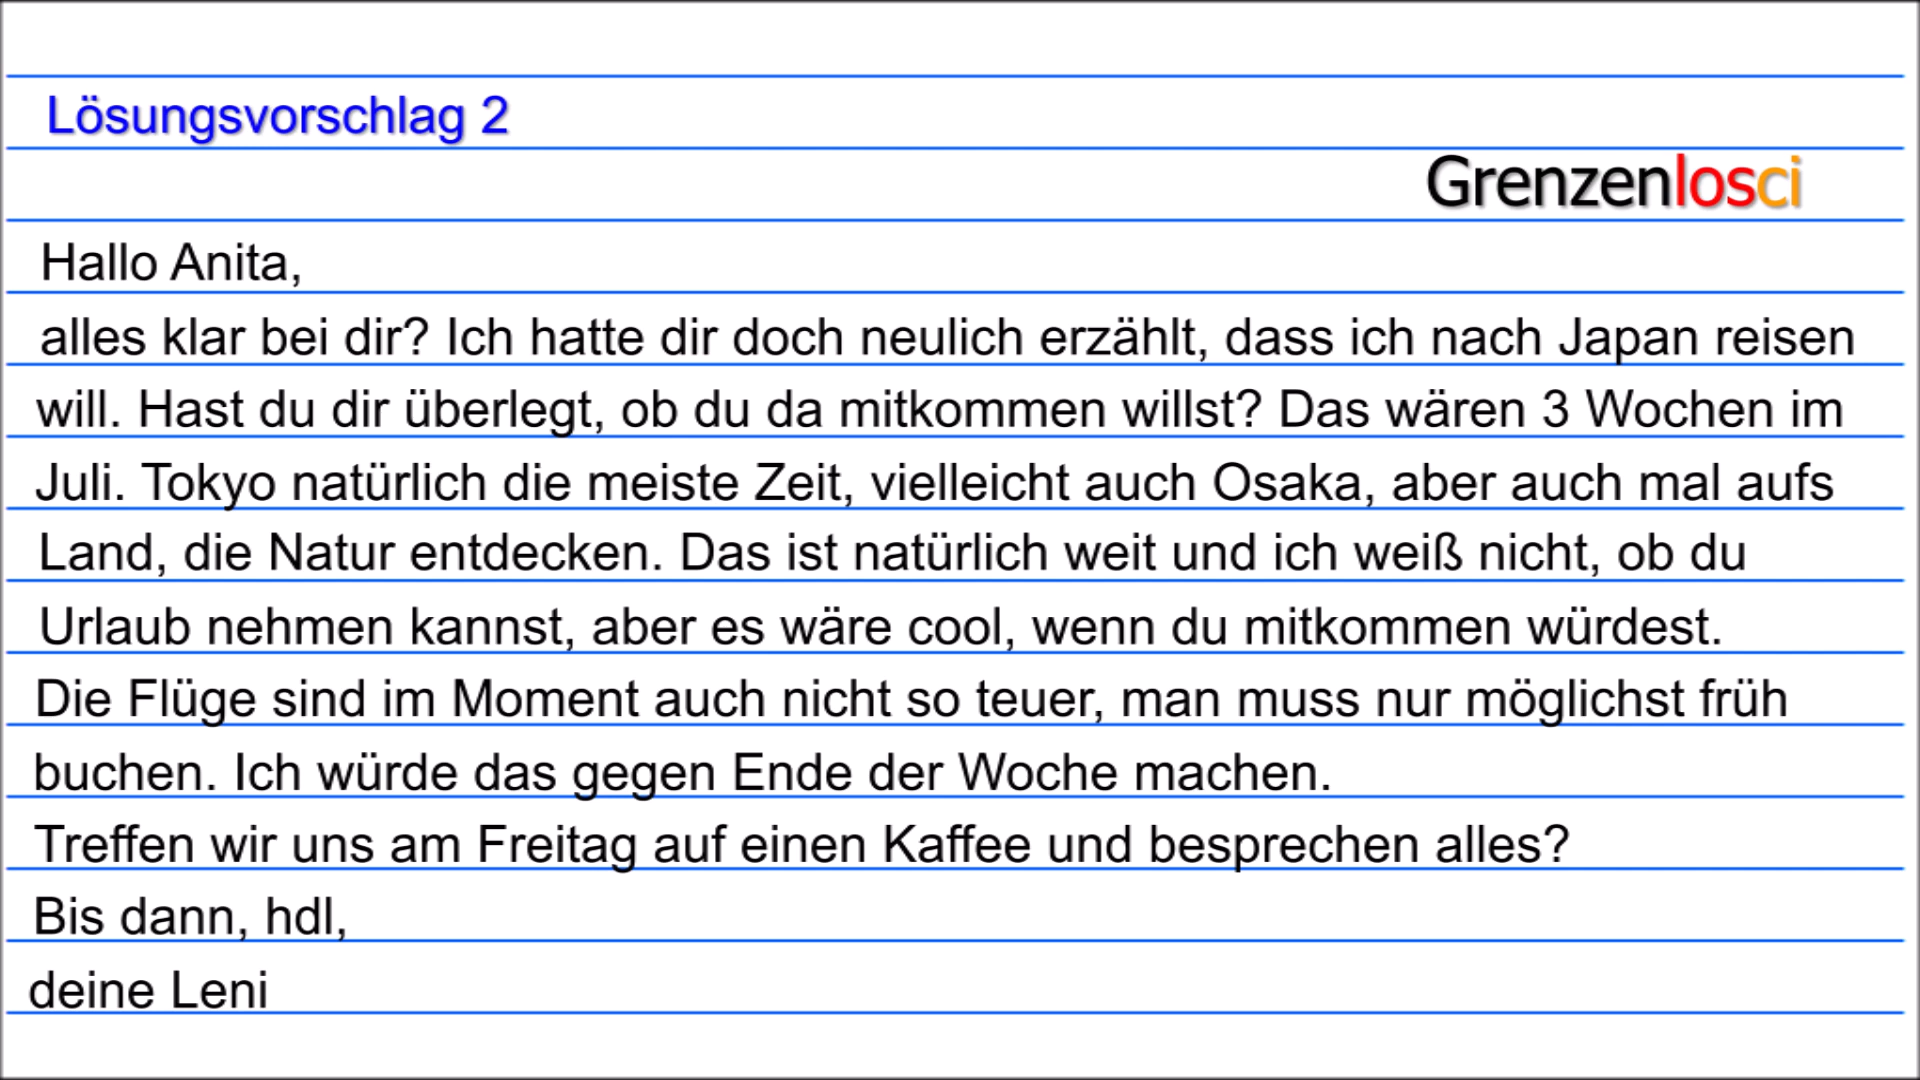 Lösungsvorschlag 2
Grenzenlosci
Hallo Anita,
alles klar bei dir? Ich hatte dir doch neulich erzählt, dass ich nach Japan reisen
will. Hast du dir überlegt, ob du da mitkommen willst? Das wären 3 Wochen im
Juli. Tokyo natürlich die meiste Zeit, vielleicht auch Osaka, aber auch mal aufs
Land, die Natur entdecken. Das ist natürlich weit und ich weiß nicht, ob du
Urlaub nehmen kannst, aber es wäre cool, wenn du mitkommen würdest.
Die Flüge sind im Moment auch nicht so teuer, man muss nur möglichst früh
buchen. Ich würde das gegen Ende der Woche machen.
Treffen wir uns am Freitag auf einen Kaffee und besprechen alles?
Bis dann, hdl,
deine Leni